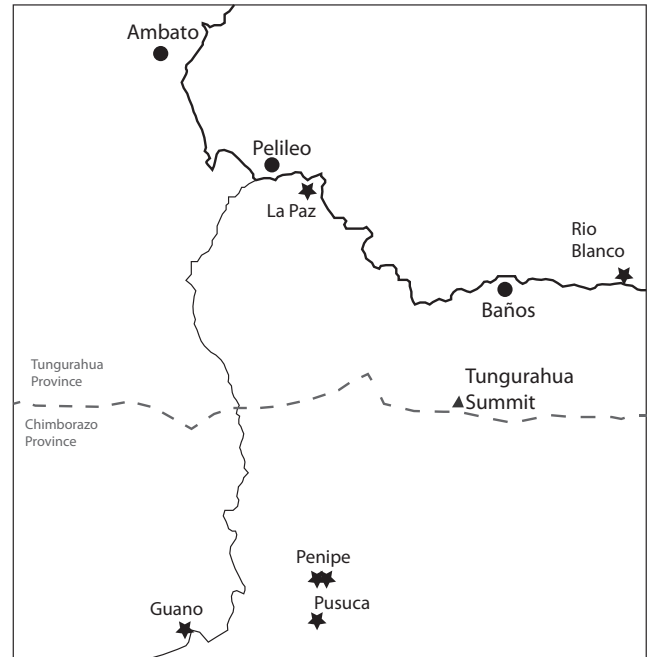 Ambato
Pelileo
La Paz
Rio
Blanco
Baños
Tungurahua
Province
Tungurahua
Summit
Chimborazo
Province
Penipe
Pusuca
Guano